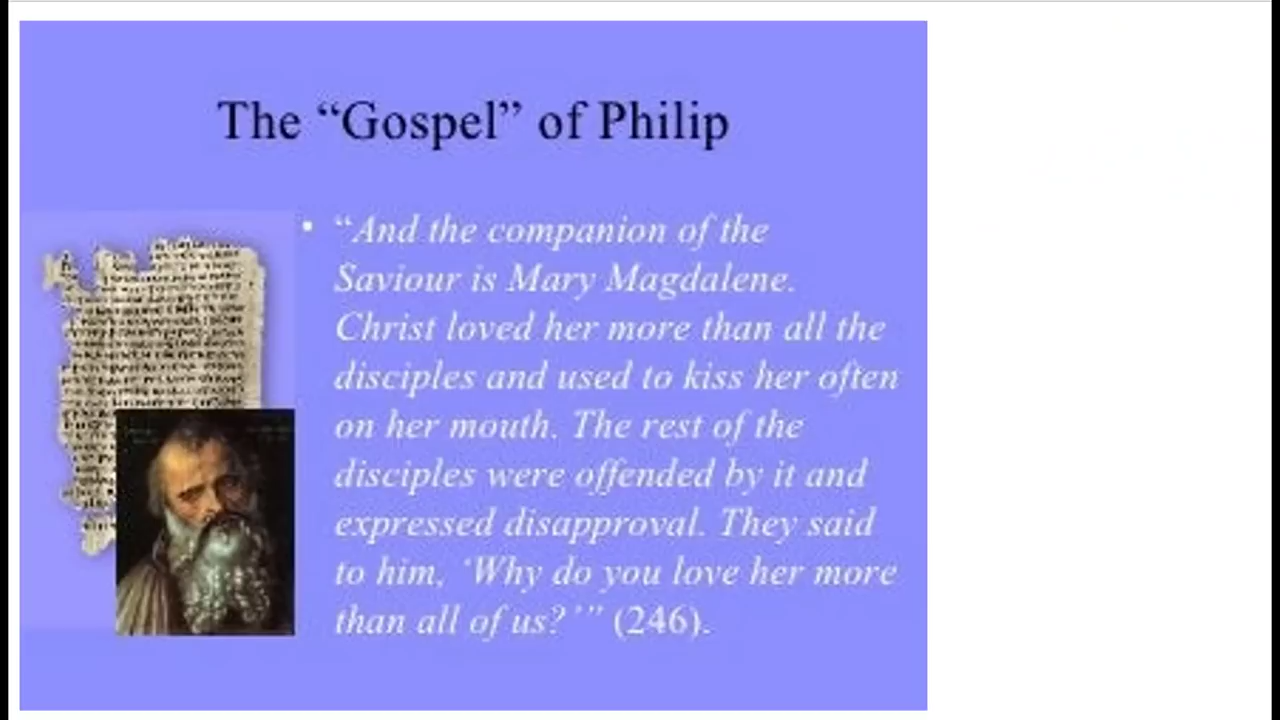 The “Gospel” of Philip
• “And the companion of the
Saviour is Mary Magdalene.
Christ loved her more than all the
disciples and used to kiss her often
on her mouth. The rest of the
disciples were offended by it and
expressed disapproval. They said
to him, ‘Why do you love her more
than all of us?’” (246).